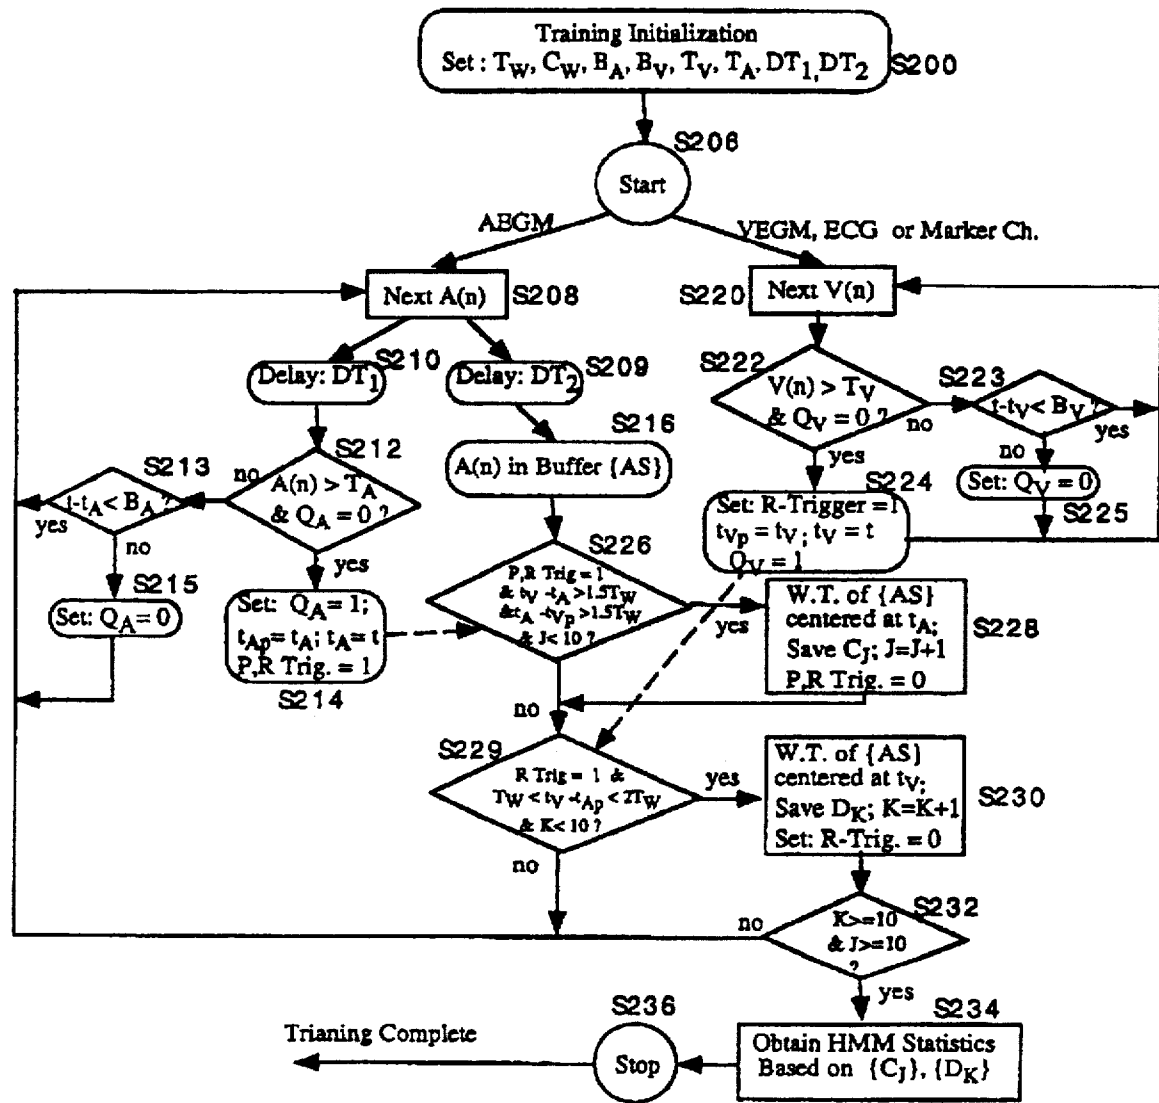 Training Initialization
Set : T_W, C_W, B_A, B_V, T_V, T_A, DT_1, DT_2
S200
S206
Start
AEGM
VEGM, ECG or Marker Ch.
Next A(n)
S208
S220
Next V(n)
S210
Delay: DT_1
S209
Delay: DT_2
S222
V(n) > T_V
& Q_V = 0 ?
no
yes
S223
t-t_V < B_V ?
yes
no
S216
A(n) in Buffer {AS}
S212
A(n) > T_A
& Q_A = 0 ?
no
yes
S213
t-t_A < B_A ?
yes
no
S224
Set: R-Trigger = 1
t_Vp = t_V; t_V = t
Q_V = 1
Set: Q_V = 0
S225
S215
Set: Q_A = 0
Set: Q_A = 1;
t_Ap = t_A; t_A = t
P,R Trig. = 1
S214
S226
P,R Trig = 1
& t_V - t_A > 1.5T_W
& t_A - t_Vp > 1.5T_W
& J < 10 ?
yes
no
W.T. of {AS}
centered at t_A;
Save C_J; J=J+1
P,R Trig. = 0
S228
S229
R Trig = 1 &
T_W < t_V - t_Ap < 2T_W
& K < 10 ?
yes
no
W.T. of {AS}
centered at t_V;
Save D_K; K=K+1
Set: R-Trig. = 0
S230
S232
K>=10
& J>=10
?
no
yes
S234
Obtain HMM Statistics
Based on {C_J}, {D_K}
S236
Stop
Trianing Complete